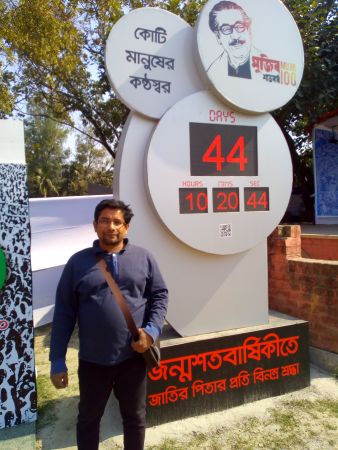 কোটি
মানুষের
কণ্ঠস্বর
মুজিব
শতবর্ষ
100
DAYS
44
HOURS MINS SEC
10 20 44
জন্মশতবার্ষিকীতে
জাতির পিতার প্রতি বিনম্র শ্রদ্ধা